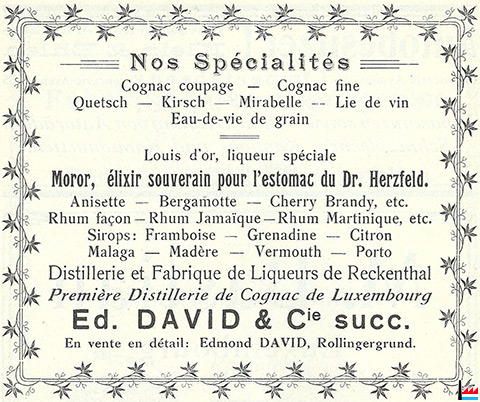 Nos Spécialités
Cognac coupage — Cognac fine
Quetsch — Kirsch — Mirabelle -- Lie de vin
Eau-de-vie de grain
Louis d'or, liqueur spéciale
Moror, élixir souverain pour l'estomac du Dr. Herzfeld.
Anisette — Bergamotte — Cherry Brandy, etc.
Rhum façon — Rhum Jamaïque — Rhum Martinique, etc.
Sirops: Framboise — Grenadine — Citron
Malaga — Madère — Vermouth — Porto
Distillerie et Fabrique de Liqueurs de Reckenthal
Première Distillerie de Cognac de Luxembourg
Ed. DAVID & Cie succ.
En vente en détail: Edmond DAVID, Rollingergrund.